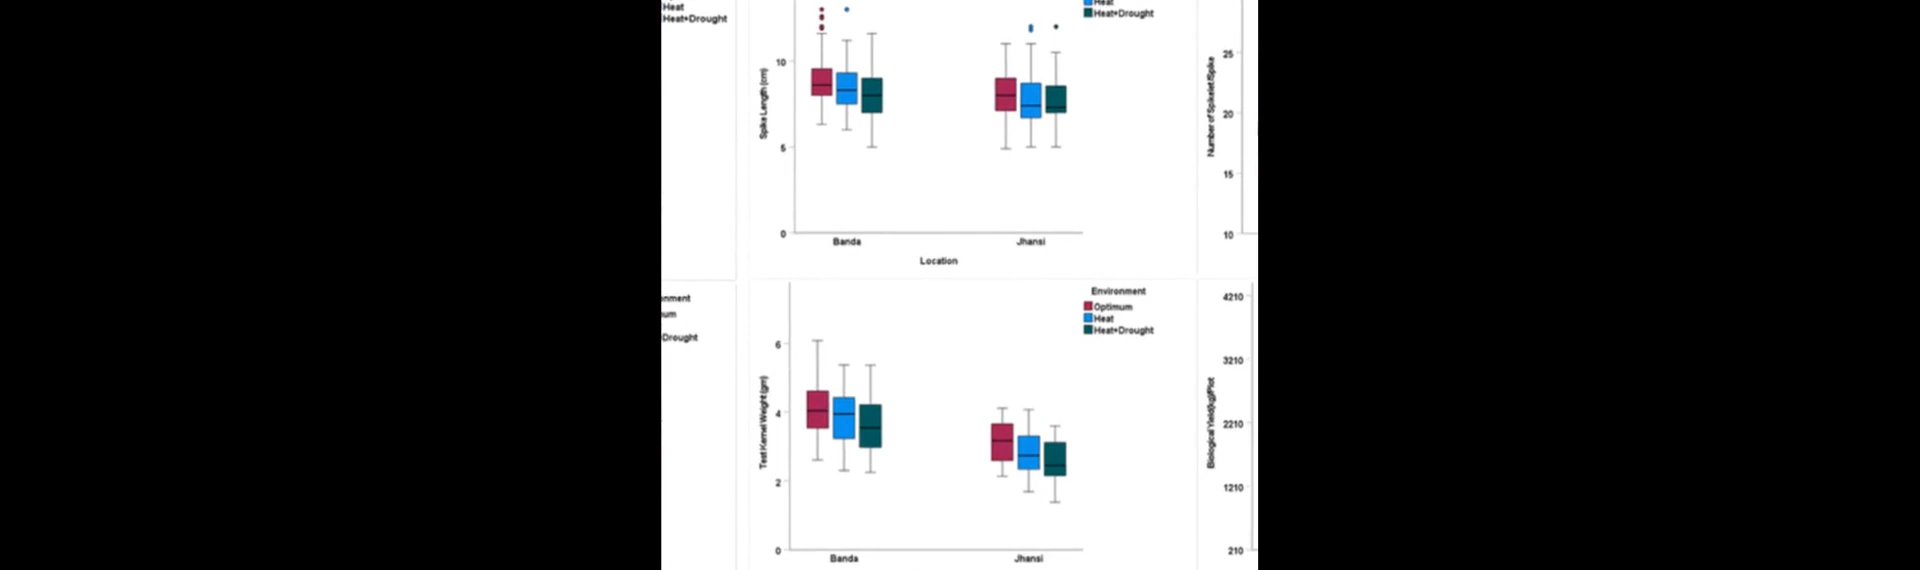 Heat
Heat+Drought
Heat
Heat+Drought
10
5
0
Spike Length (cm)
Banda
Jhansi
Location
25
20
15
10
Number of Spikelet/Spike
nment
um
Drought
Environment
Optimum
Heat
Heat+Drought
6
4
2
0
Test Kernel Weight (gm)
Banda
Jhansi
4210
3210
2210
1210
210
Biological Yield(kg)/Plot